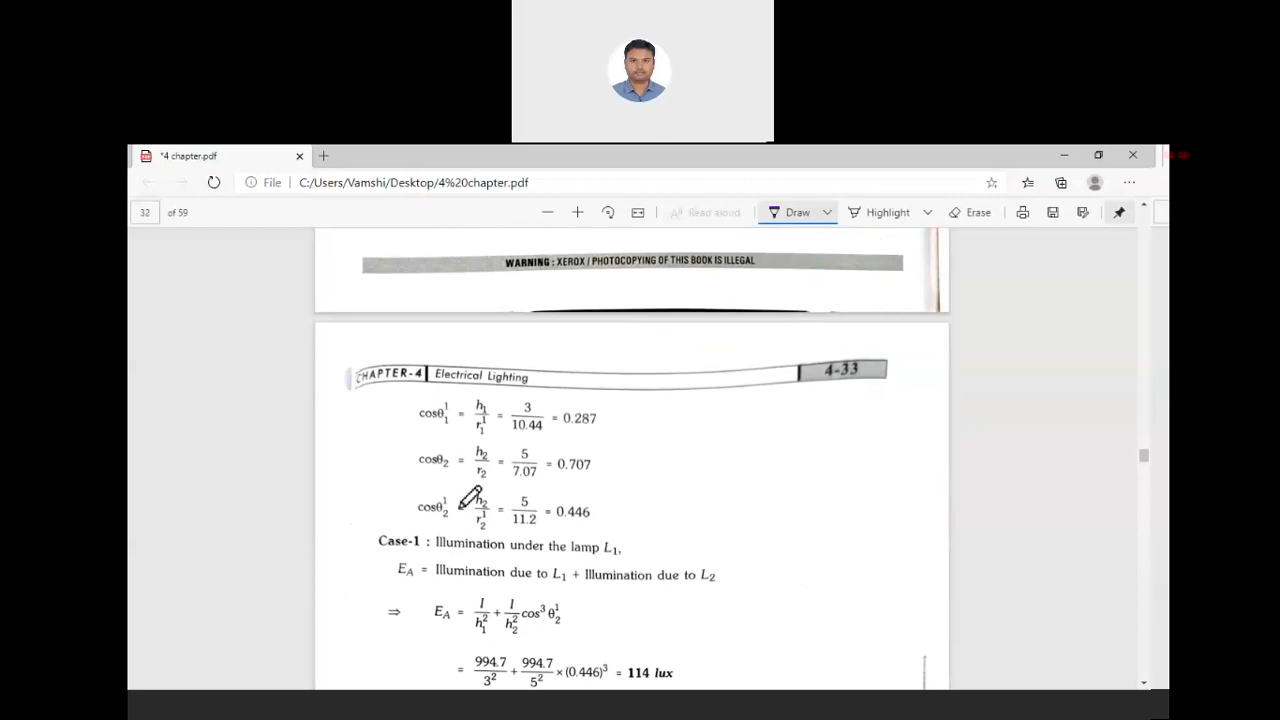 *4 chapter.pdf
File | C:/Users/Vamshi/Desktop/4%20chapter.pdf
32 of 59 Read aloud Draw Highlight Erase
WARNING : XEROX / PHOTOCOPYING OF THIS BOOK IS ILLEGAL
CHAPTER-4 Electrical Lighting 4-33
cosθ₁¹ = h₁/r₁¹ = 3/10.44 = 0.287
cosθ₂ = h₂/r₂ = 5/7.07 = 0.707
cosθ₂¹ h₂/r₂¹ = 5/11.2 = 0.446
Case-1 : Illumination under the lamp L₁,
E_A = Illumination due to L₁ + Illumination due to L₂
⇒ E_A = I/h₁² + I/h₂² cos³ θ₂¹
= 994.7/3² + 994.7/5² × (0.446)³ = 114 lux